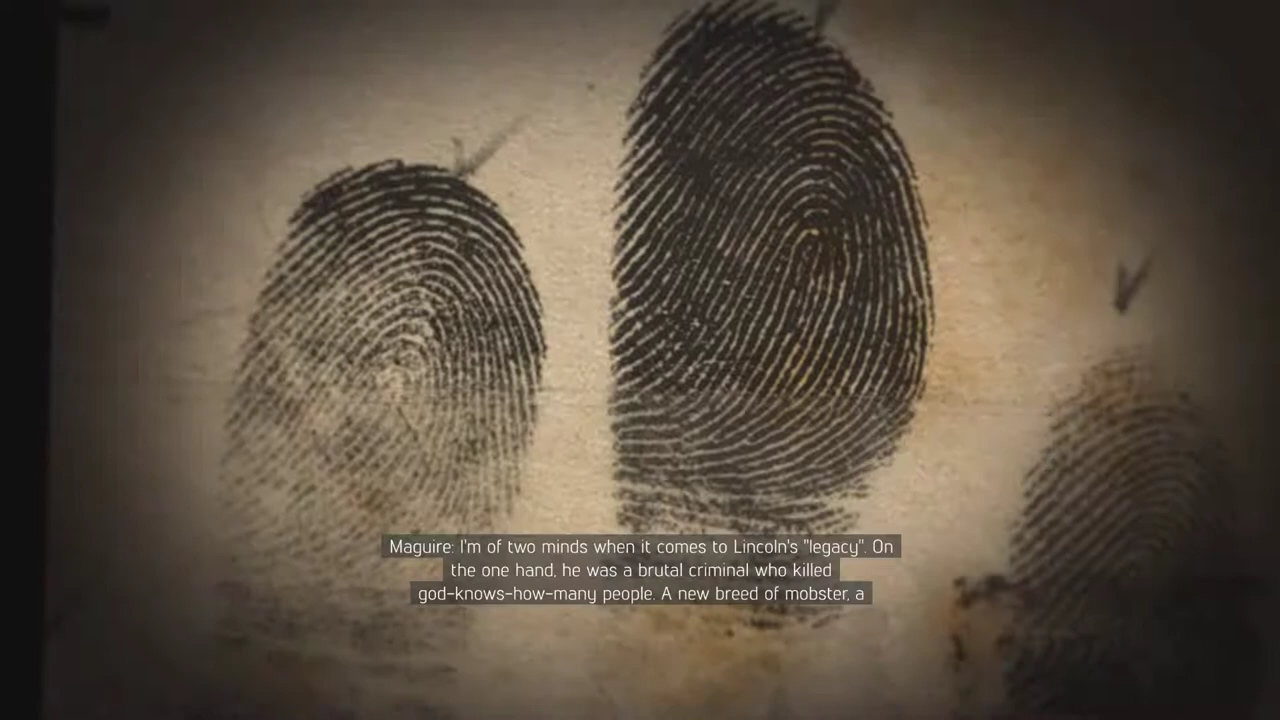 Maguire: I'm of two minds when it comes to Lincoln's "legacy". On
the one hand, he was a brutal criminal who killed
god-knows-how-many people. A new breed of mobster, a